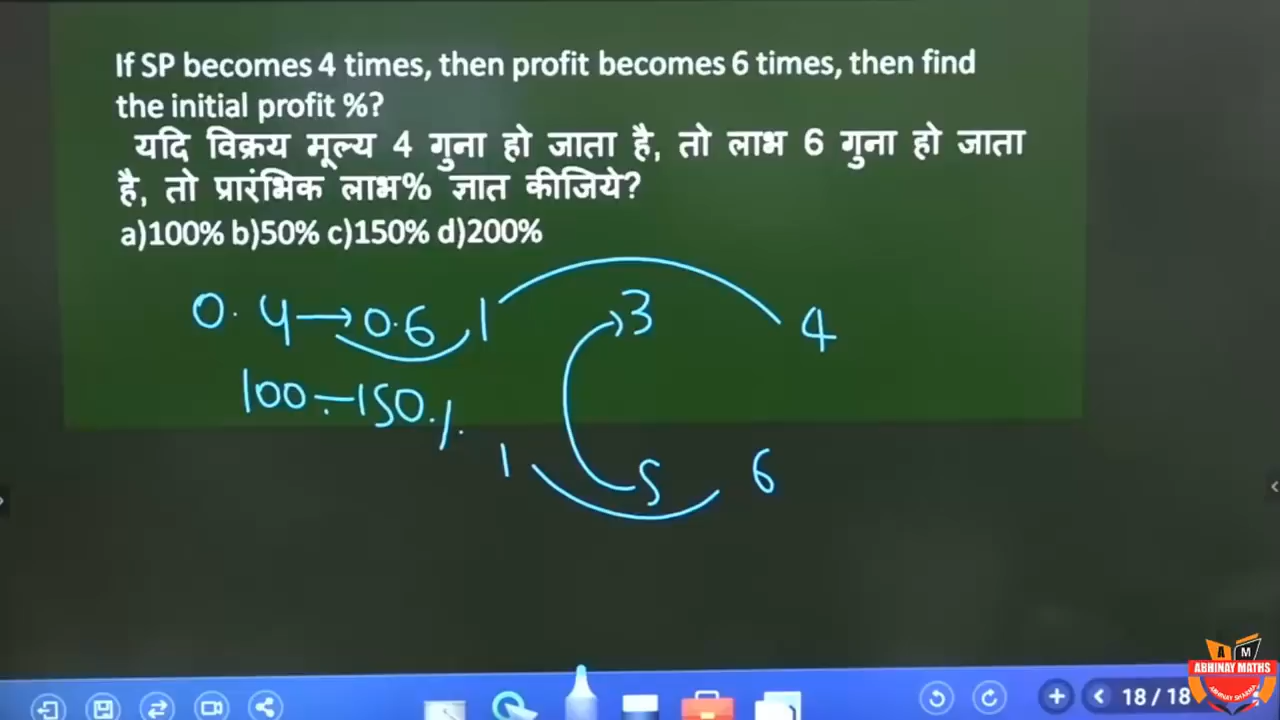 If SP becomes 4 times, then profit becomes 6 times, then find
the initial profit %?
यदि विक्रय मूल्य 4 गुना हो जाता है, तो लाभ 6 गुना हो जाता
है, तो प्रारंभिक लाभ% ज्ञात कीजिये?
a)100% b)50% c)150% d)200%
0.4→0.6 1 3 4
100÷150%
1 5 6
18 / 18
A M
ABHINAY MATHS
ABHINAY SHARMA